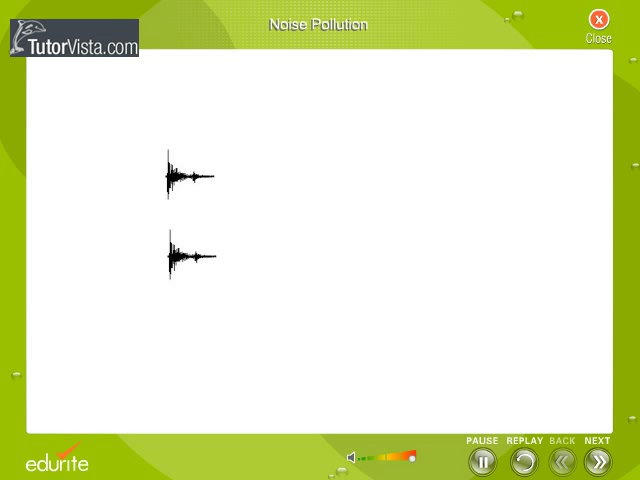 Noise Pollution
X
Close
TutorVista.com
PAUSE REPLAY BACK NEXT
edurite